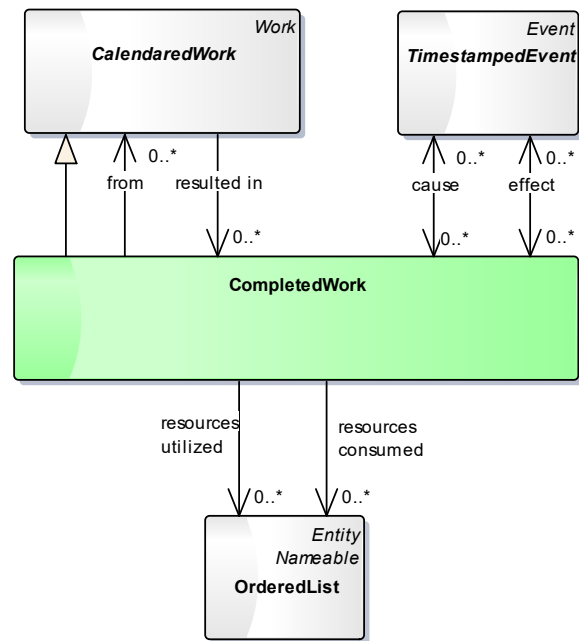 Work
CalendaredWork
Event
TimestampedEvent
0..*
from
resulted in
0..*
0..*
cause
0..*
effect
0..*
0..*
0..*
CompletedWork
resources
utilized
resources
consumed
0..*
0..*
Entity
Nameable
OrderedList